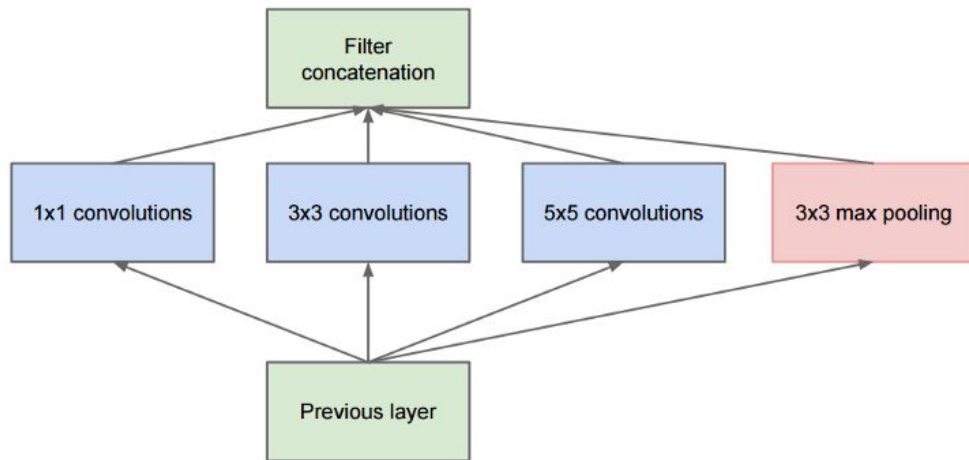 Filter
concatenation
1x1 convolutions
3x3 convolutions
5x5 convolutions
3x3 max pooling
Previous layer